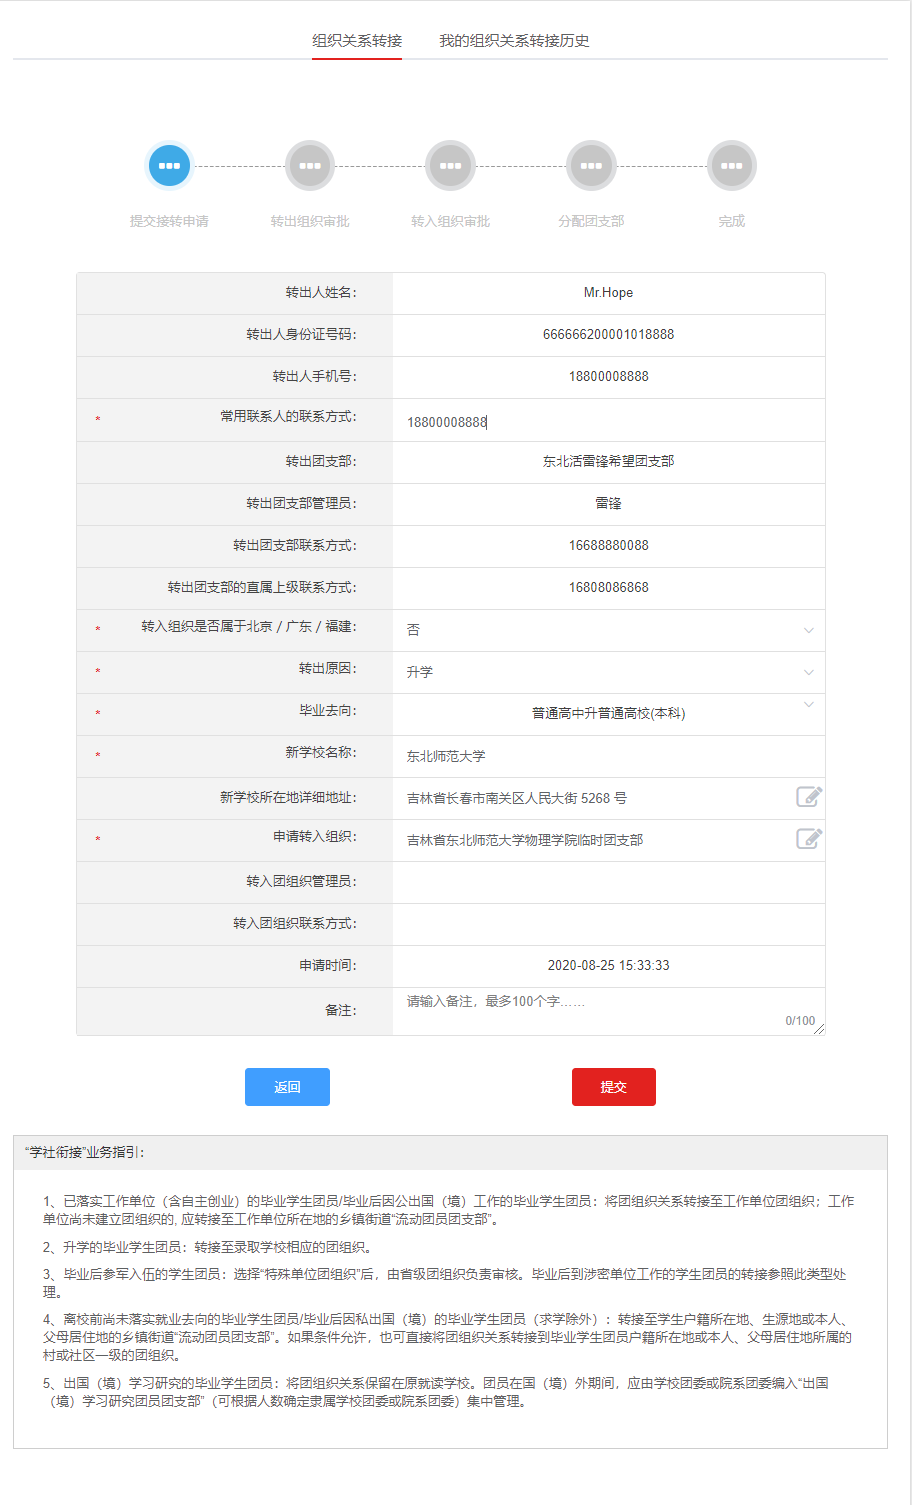 组织关系转接 我的组织关系转接历史
提交接转申请 转出组织审批 转入组织审批 分配团支部 完成
转出人姓名： Mr.Hope
转出人身份证号码： 666666200001018888
转出人手机号： 18800008888
* 常用联系人的联系方式： 18800008888
转出团支部： 东北活雷锋希望团支部
转出团支部管理员： 雷锋
转出团支部联系方式： 16688880088
转出团支部的直属上级联系方式： 16808086868
* 转入组织是否属于北京 / 广东 / 福建： 否
* 转出原因： 升学
* 毕业去向： 普通高中升普通高校(本科)
* 新学校名称： 东北师范大学
新学校所在地详细地址： 吉林省长春市南关区人民大街 5268 号
* 申请转入组织： 吉林省东北师范大学物理学院临时团支部
转入团组织管理员：
转入团组织联系方式：
申请时间： 2020-08-25 15:33:33
备注： 请输入备注，最多100个字……
0/100
返回 提交
“学社衔接”业务指引：
1、已落实工作单位（含自主创业）的毕业学生团员/毕业后因公出国（境）工作的毕业学生团员：将团组织关系转接至工作单位团组织；工作
单位尚未建立团组织的, 应转接至工作单位所在地的乡镇街道“流动团员团支部”。
2、升学的毕业学生团员：转接至录取学校相应的团组织。
3、毕业后参军入伍的学生团员：选择“特殊单位团组织”后，由省级团组织负责审核。毕业后到涉密单位工作的学生团员的转接参照此类型处
理。
4、离校前尚未落实就业去向的毕业学生团员/毕业后因私出国（境）的毕业学生团员（求学除外）：转接至学生户籍所在地、生源地或本人、
父母居住地的乡镇街道“流动团员团支部”。如果条件允许，也可直接将团组织关系转接到毕业学生团员户籍所在地或本人、父母居住地所属的
村或社区一级的团组织。
5、出国（境）学习研究的毕业学生团员：将团组织关系保留在原就读学校。团员在国（境）外期间，应由学校团委或院系团委编入“出国
（境）学习研究团员团支部”（可根据人数确定隶属学校团委或院系团委）集中管理。